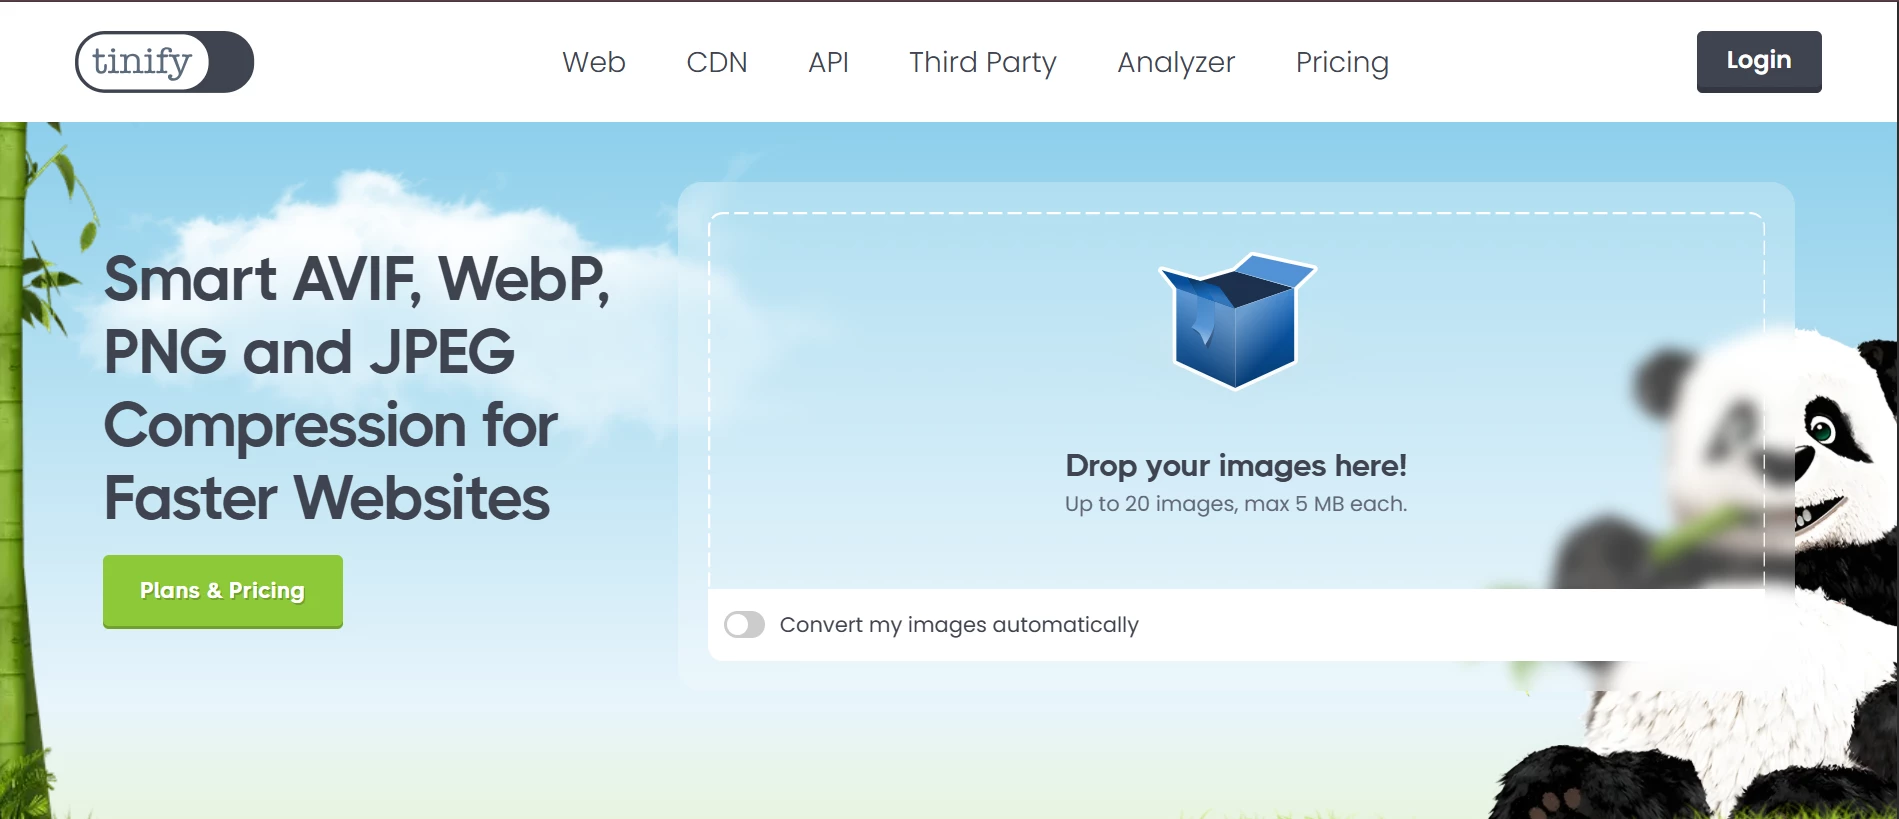 tinify
Web
CDN
API
Third Party
Analyzer
Pricing
Login
Smart AVIF, WebP,
PNG and JPEG
Compression for
Faster Websites
Plans & Pricing
Drop your images here!
Up to 20 images, max 5 MB each.
Convert my images automatically